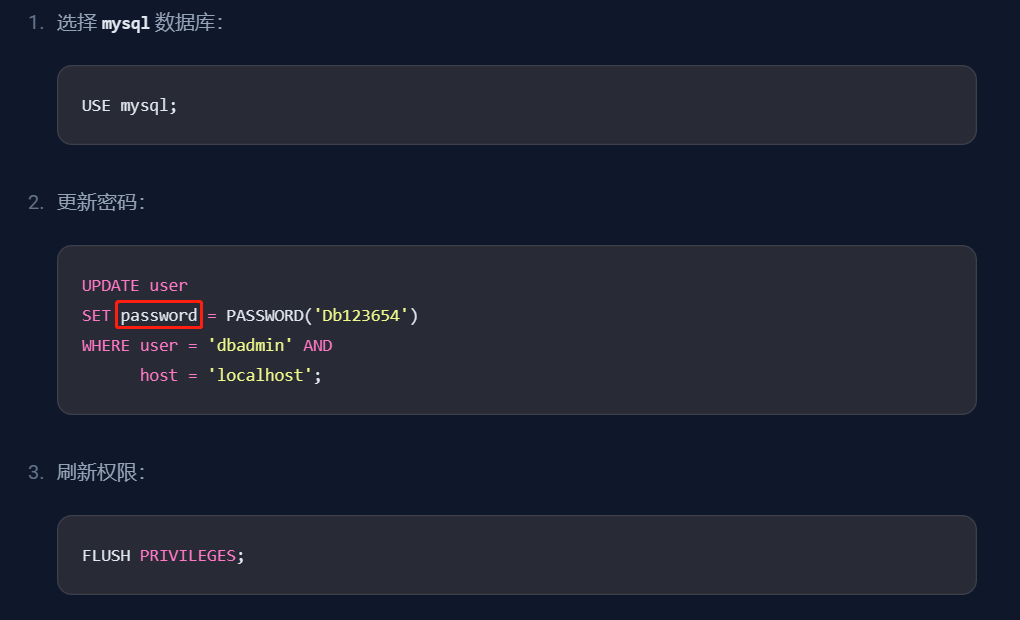 1. 选择 mysql 数据库：
USE mysql;
2. 更新密码：
UPDATE user
SET password = PASSWORD('Db123654')
WHERE user = 'dbadmin' AND
host = 'localhost';
3. 刷新权限：
FLUSH PRIVILEGES;